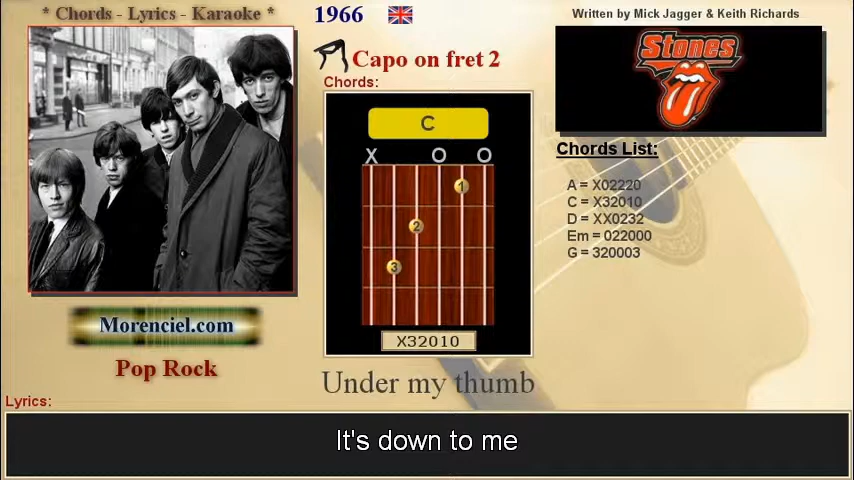 * Chords - Lyrics - Karaoke *
1966
Written by Mick Jagger & Keith Richards
Stones
Capo on fret 2
Chords:
C
X O O
1
2
3
X32010
Chords List:
A = X02220
C = X32010
D = XX0232
Em = 022000
G = 320003
Morenciel.com
Pop Rock
Under my thumb
Lyrics:
It's down to me